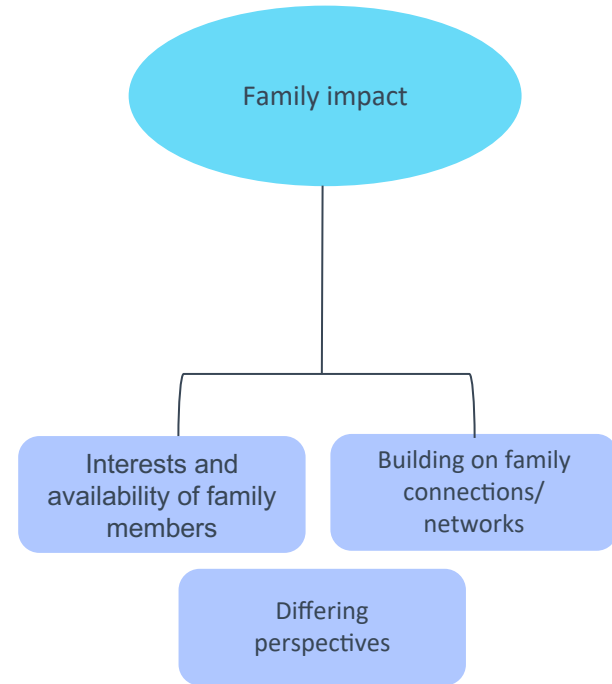 Family impact
Interests and
availability of family
members
Building on family
connections/
networks
Differing
perspectives